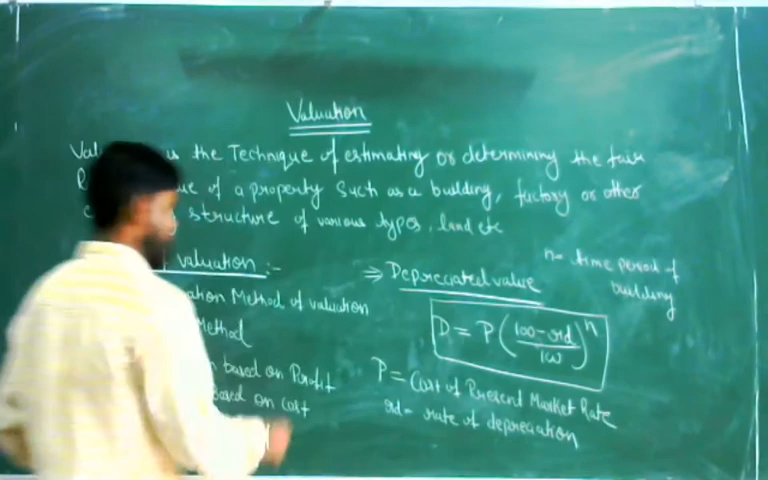 Valuation
is the Technique of estimating or determining the fair
of a property such as a building, factory or other
structure of various types, land etc
valuation :-
Method of valuation
Method
based on Profit
based on cost
⇒ Depreciated value
n = time period of
building
D = P(100-rd/100)^n
P = Cost of Present Market Rate
rd = rate of depreciation